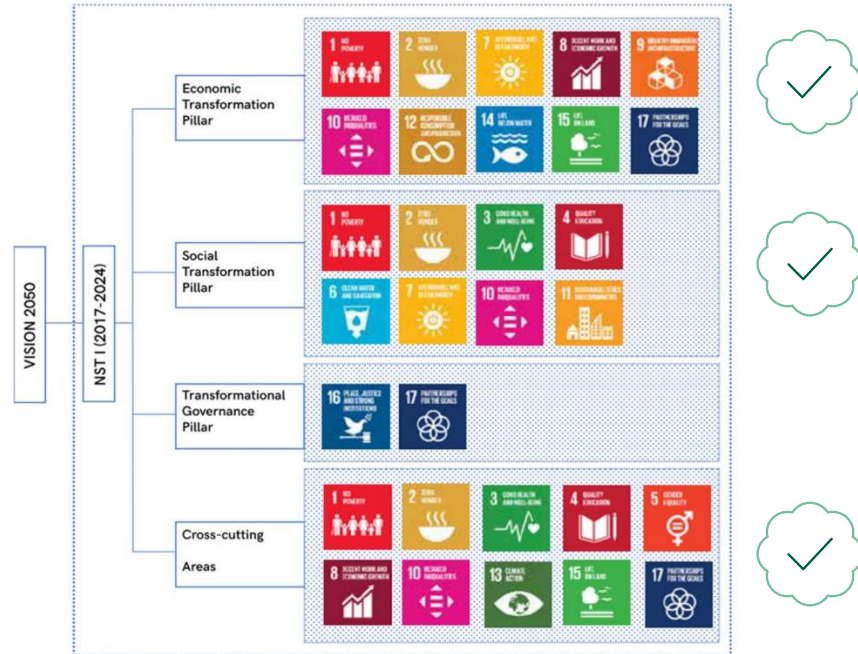 VISION 2050
NST I (2017-2024)
Economic
Transformation
Pillar
1 NO
POVERTY
2 ZERO
HUNGER
7 AFFORDABLE AND
CLEAN ENERGY
8 DECENT WORK AND
ECONOMIC GROWTH
9 INDUSTRY, INNOVATION
AND INFRASTRUCTURE
10 REDUCED
INEQUALITIES
12 RESPONSIBLE
CONSUMPTION
AND PRODUCTION
14 LIFE
BELOW WATER
15 LIFE
ON LAND
17 PARTNERSHIPS
FOR THE GOALS
Social
Transformation
Pillar
1 NO
POVERTY
2 ZERO
HUNGER
3 GOOD HEALTH
AND WELL-BEING
4 QUALITY
EDUCATION
6 CLEAN WATER
AND SANITATION
7 AFFORDABLE AND
CLEAN ENERGY
10 REDUCED
INEQUALITIES
11 SUSTAINABLE CITIES
AND COMMUNITIES
Transformational
Governance
Pillar
16 PEACE, JUSTICE
AND STRONG
INSTITUTIONS
17 PARTNERSHIPS
FOR THE GOALS
Cross-cutting
Areas
1 NO
POVERTY
2 ZERO
HUNGER
3 GOOD HEALTH
AND WELL-BEING
4 QUALITY
EDUCATION
5 GENDER
EQUALITY
8 DECENT WORK AND
ECONOMIC GROWTH
10 REDUCED
INEQUALITIES
13 CLIMATE
ACTION
15 LIFE
ON LAND
17 PARTNERSHIPS
FOR THE GOALS